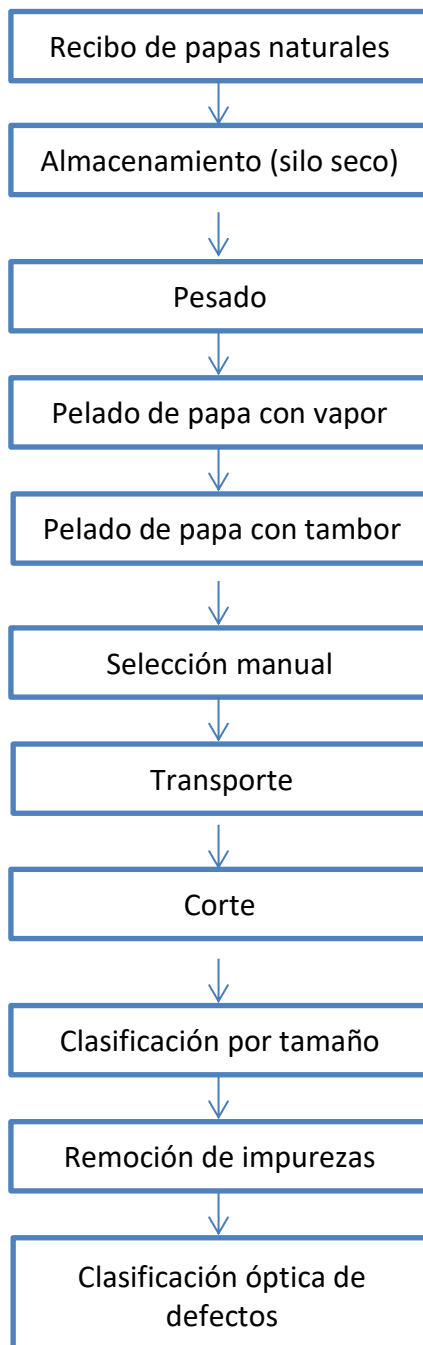 Recibo de papas naturales
Almacenamiento (silo seco)
Pesado
Pelado de papa con vapor
Pelado de papa con tambor
Selección manual
Transporte
Corte
Clasificación por tamaño
Remoción de impurezas
Clasificación óptica de
defectos